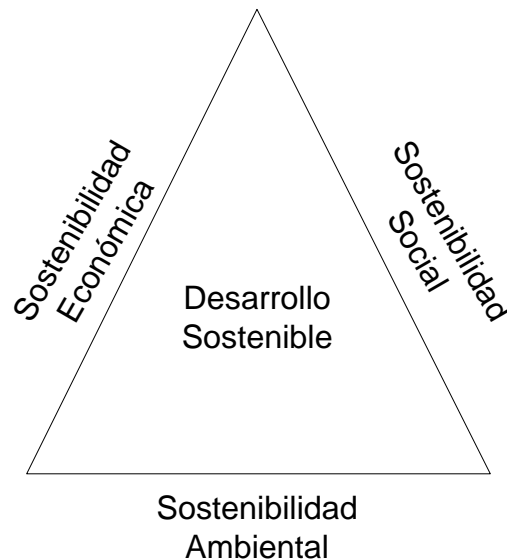 Sostenibilidad
Económica
Sostenibilidad
Social
Desarrollo
Sostenible
Sostenibilidad
Ambiental